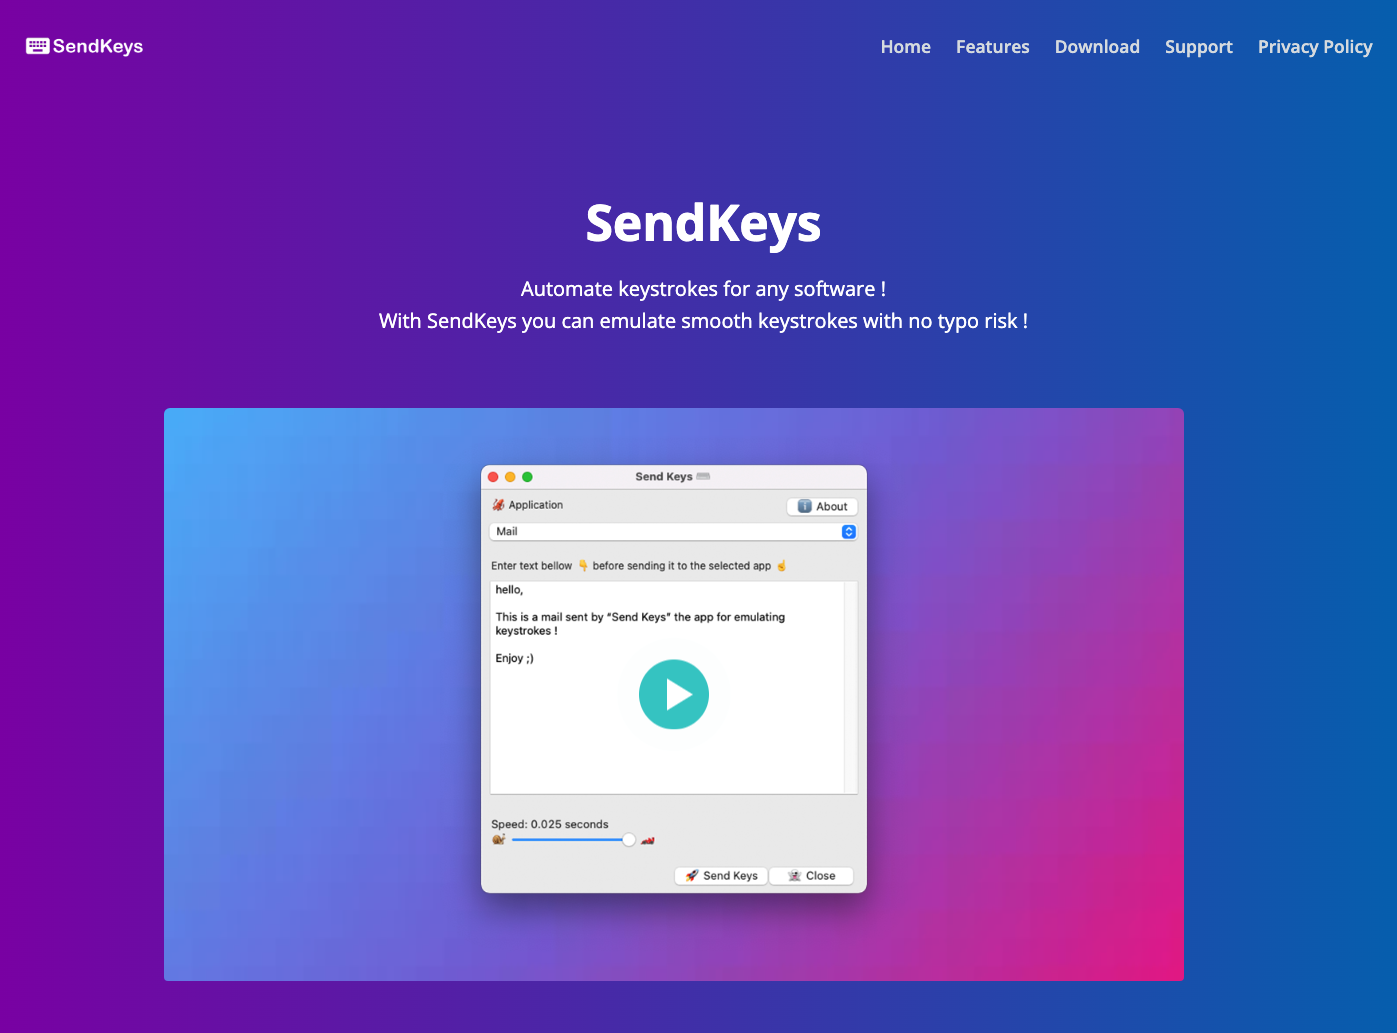 SendKeys
Home Features Download Support Privacy Policy
SendKeys
Automate keystrokes for any software !
With SendKeys you can emulate smooth keystrokes with no typo risk !
Send Keys
Application
About
Mail
Enter text bellow 👇 before sending it to the selected app ☝️
hello,
This is a mail sent by “Send Keys” the app for emulating
keystrokes !
Enjoy ;)
Speed: 0.025 seconds
Send Keys
Close